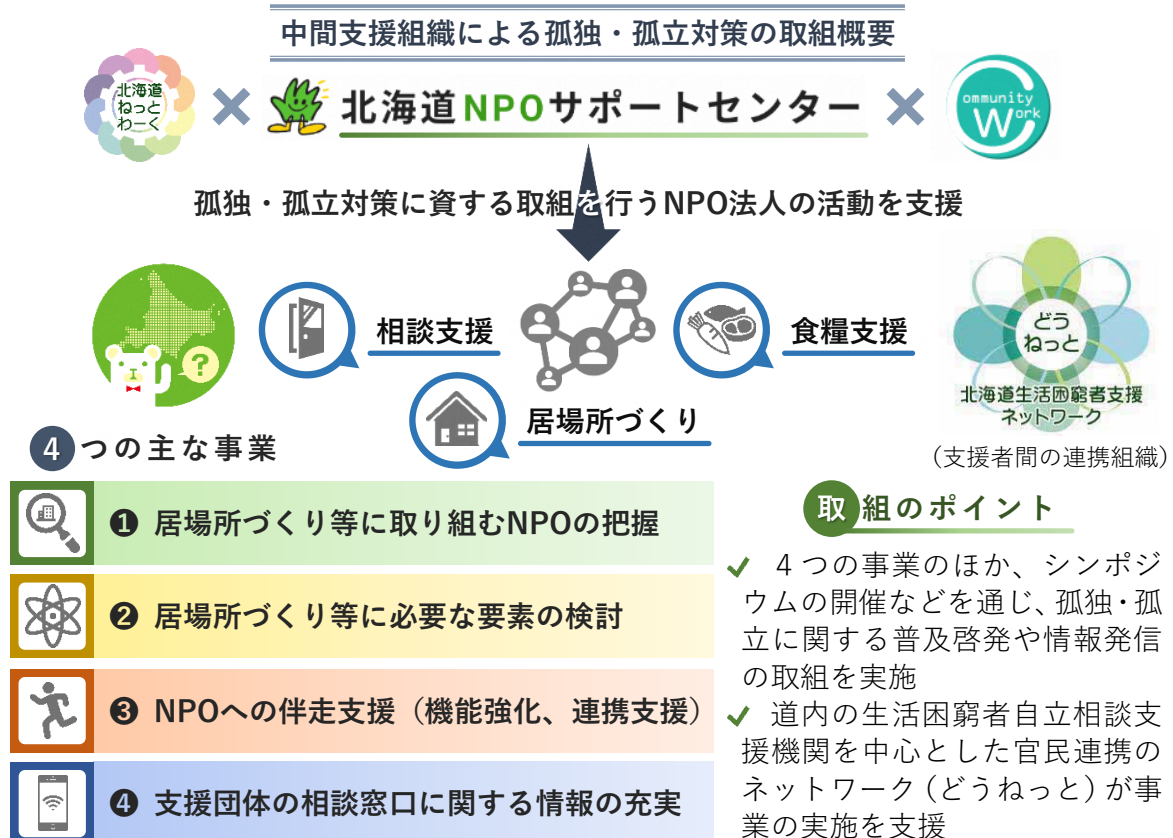 中間支援組織による孤独・孤立対策の取組概要
北海道
ねっと
わーく
北海道NPOサポートセンター
Community
Work
孤独・孤立対策に資する取組を行うNPO法人の活動を支援
?
相談支援
食糧支援
居場所づくり
どう
ねっと
北海道生活困窮者支援
ネットワーク
（支援者間の連携組織）
4つの主な事業
❶ 居場所づくり等に取り組むNPOの把握
❷ 居場所づくり等に必要な要素の検討
❸ NPOへの伴走支援（機能強化、連携支援）
❹ 支援団体の相談窓口に関する情報の充実
取組のポイント
✓ ４つの事業のほか、シンポジ
ウムの開催などを通じ、孤独・孤
立に関する普及啓発や情報発信
の取組を実施
✓ 道内の生活困窮者自立相談支
援機関を中心とした官民連携の
ネットワーク（どうねっと）が事
業の実施を支援